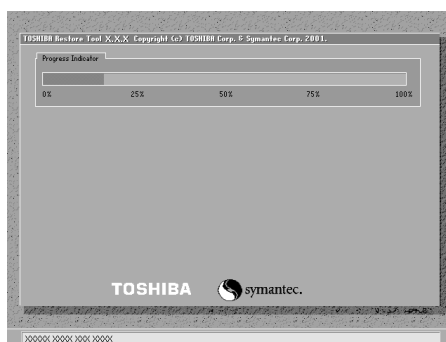 TOSHIBA Restore Tool X.X.X Copyright (c) TOSHIBA Corp. & Symantec Corp. 2001.
Progress Indicator
0% 25% 50% 75% 100%
TOSHIBA symantec.
XXXXX XXXX XXX XXXX